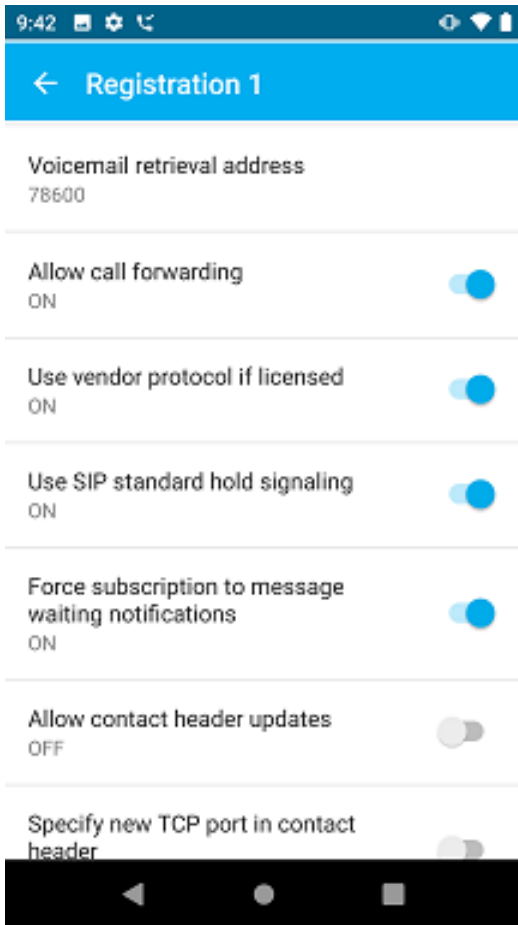 9:42
Registration 1
Voicemail retrieval address
78600
Allow call forwarding
ON
Use vendor protocol if licensed
ON
Use SIP standard hold signaling
ON
Force subscription to message
waiting notifications
ON
Allow contact header updates
OFF
Specify new TCP port in contact
header